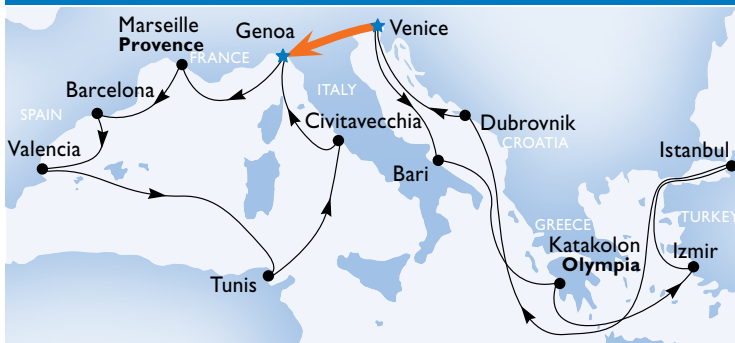 Marseille
Provence
Genoa
Venice
FRANCE
Barcelona
ITALY
SPAIN
Civitavecchia
Dubrovnik
CROATIA
Valencia
Istanbul
Bari
TURKEY
GREECE
Katakolon
Olympia
Izmir
Tunis